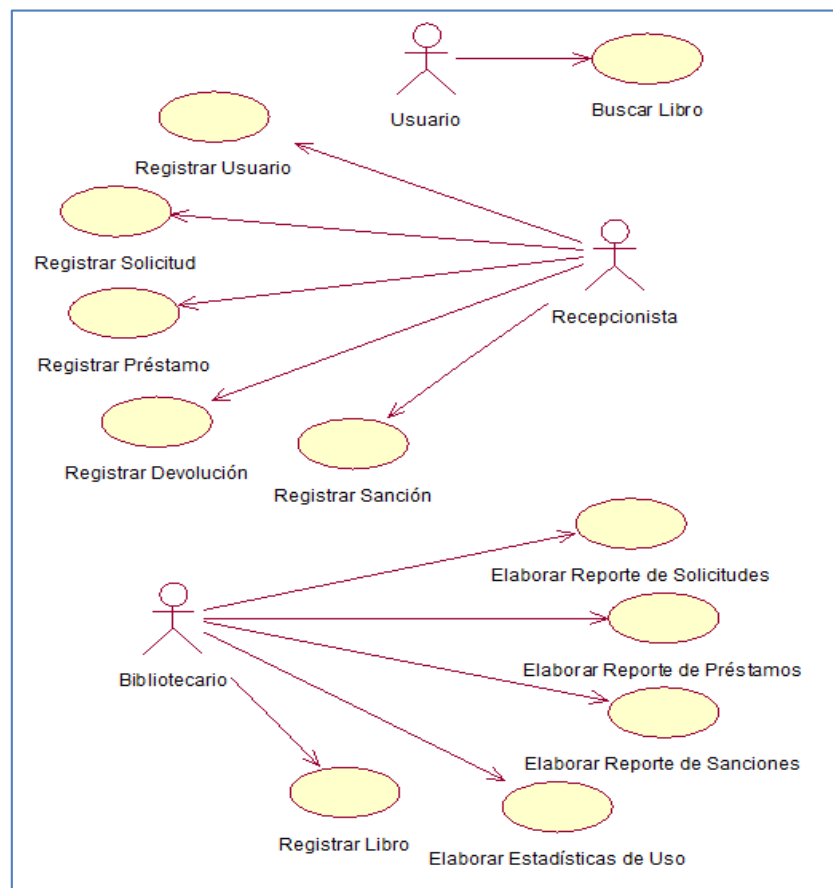 Usuario
Buscar Libro
Registrar Usuario
Registrar Solicitud
Recepcionista
Registrar Préstamo
Registrar Devolución
Registrar Sanción
Elaborar Reporte de Solicitudes
Bibliotecario
Elaborar Reporte de Préstamos
Elaborar Reporte de Sanciones
Registrar Libro
Elaborar Estadísticas de Uso